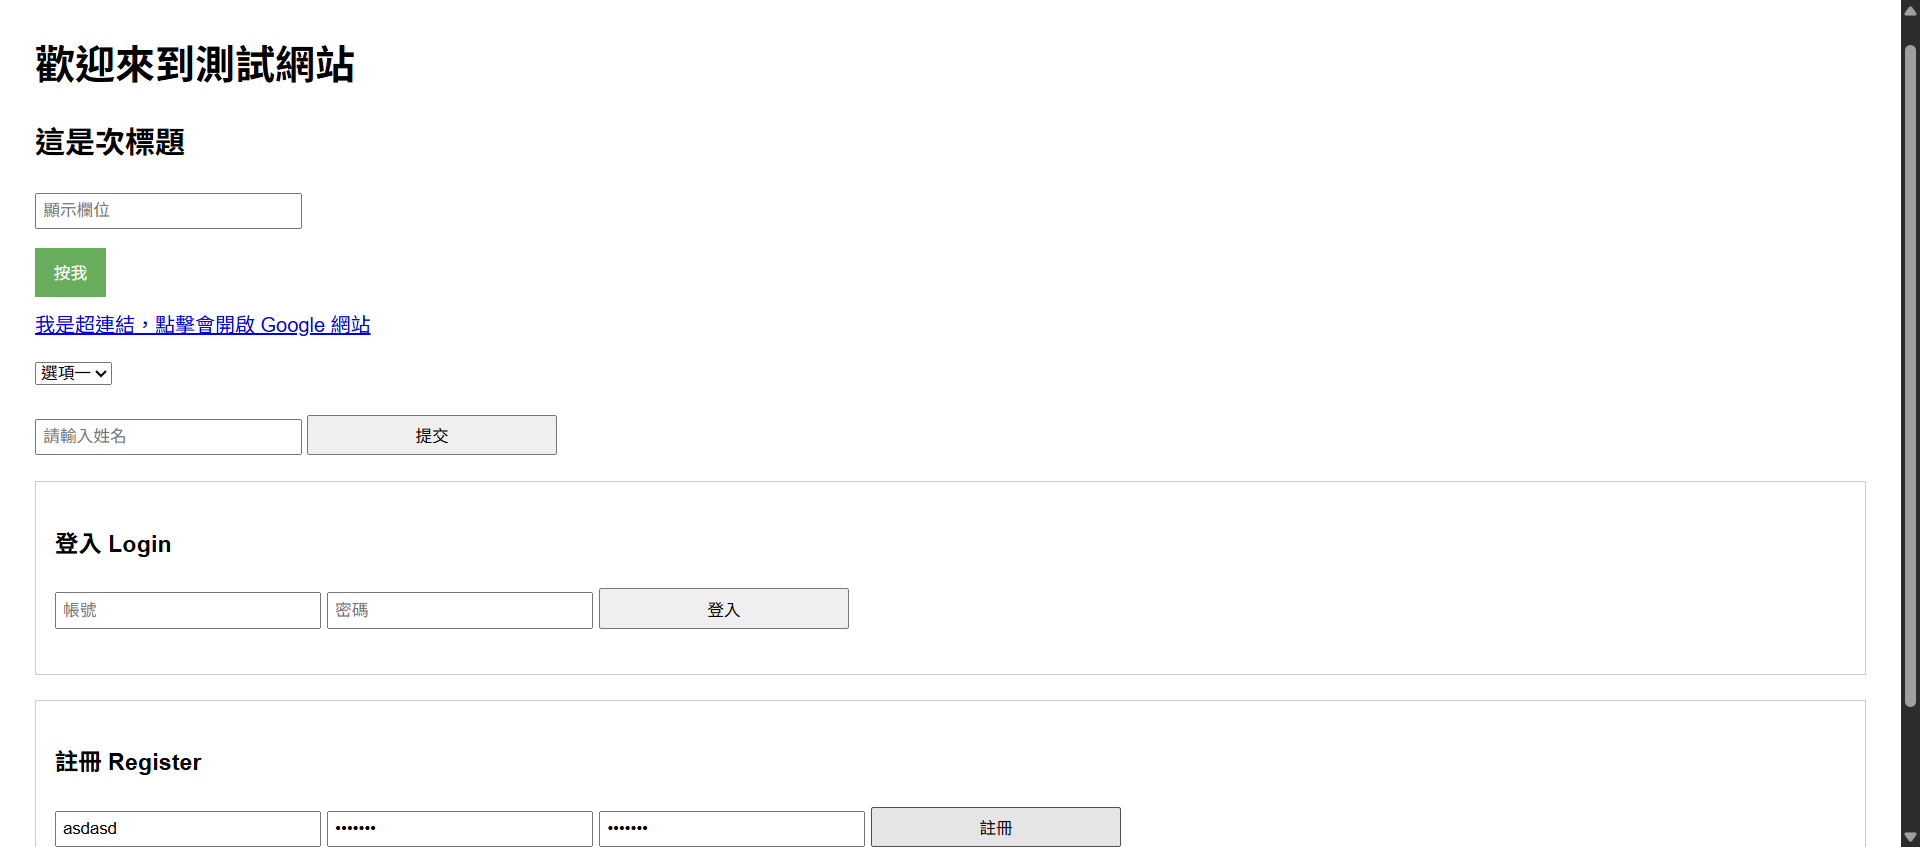 歡迎來到測試網站
這是次標題
顯示欄位
按我
我是超連結，點擊會開啟 Google 網站
選項一
請輸入姓名 提交
登入 Login
帳號 密碼 登入
註冊 Register
asdasd ••••••• ••••••• 註冊